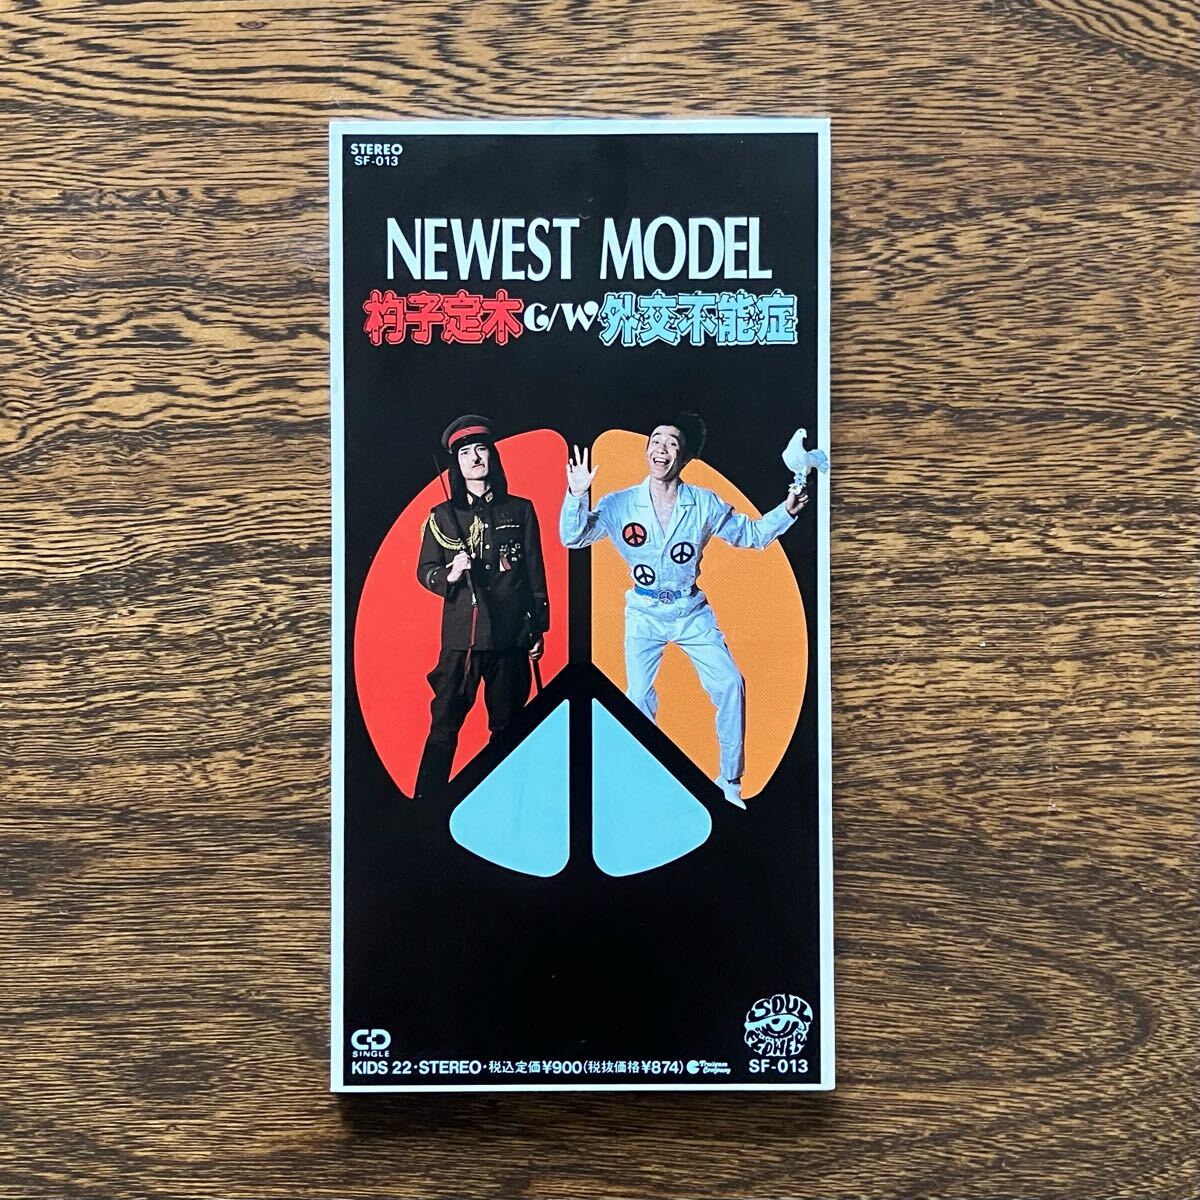 STEREO
SF-013
NEWEST MODEL
杓子定木 C/W 外交不能症
SOUL
FLOWER
CD
SINGLE
KIDS 22・STEREO・税込定価¥900(税抜価格¥874) SF-013